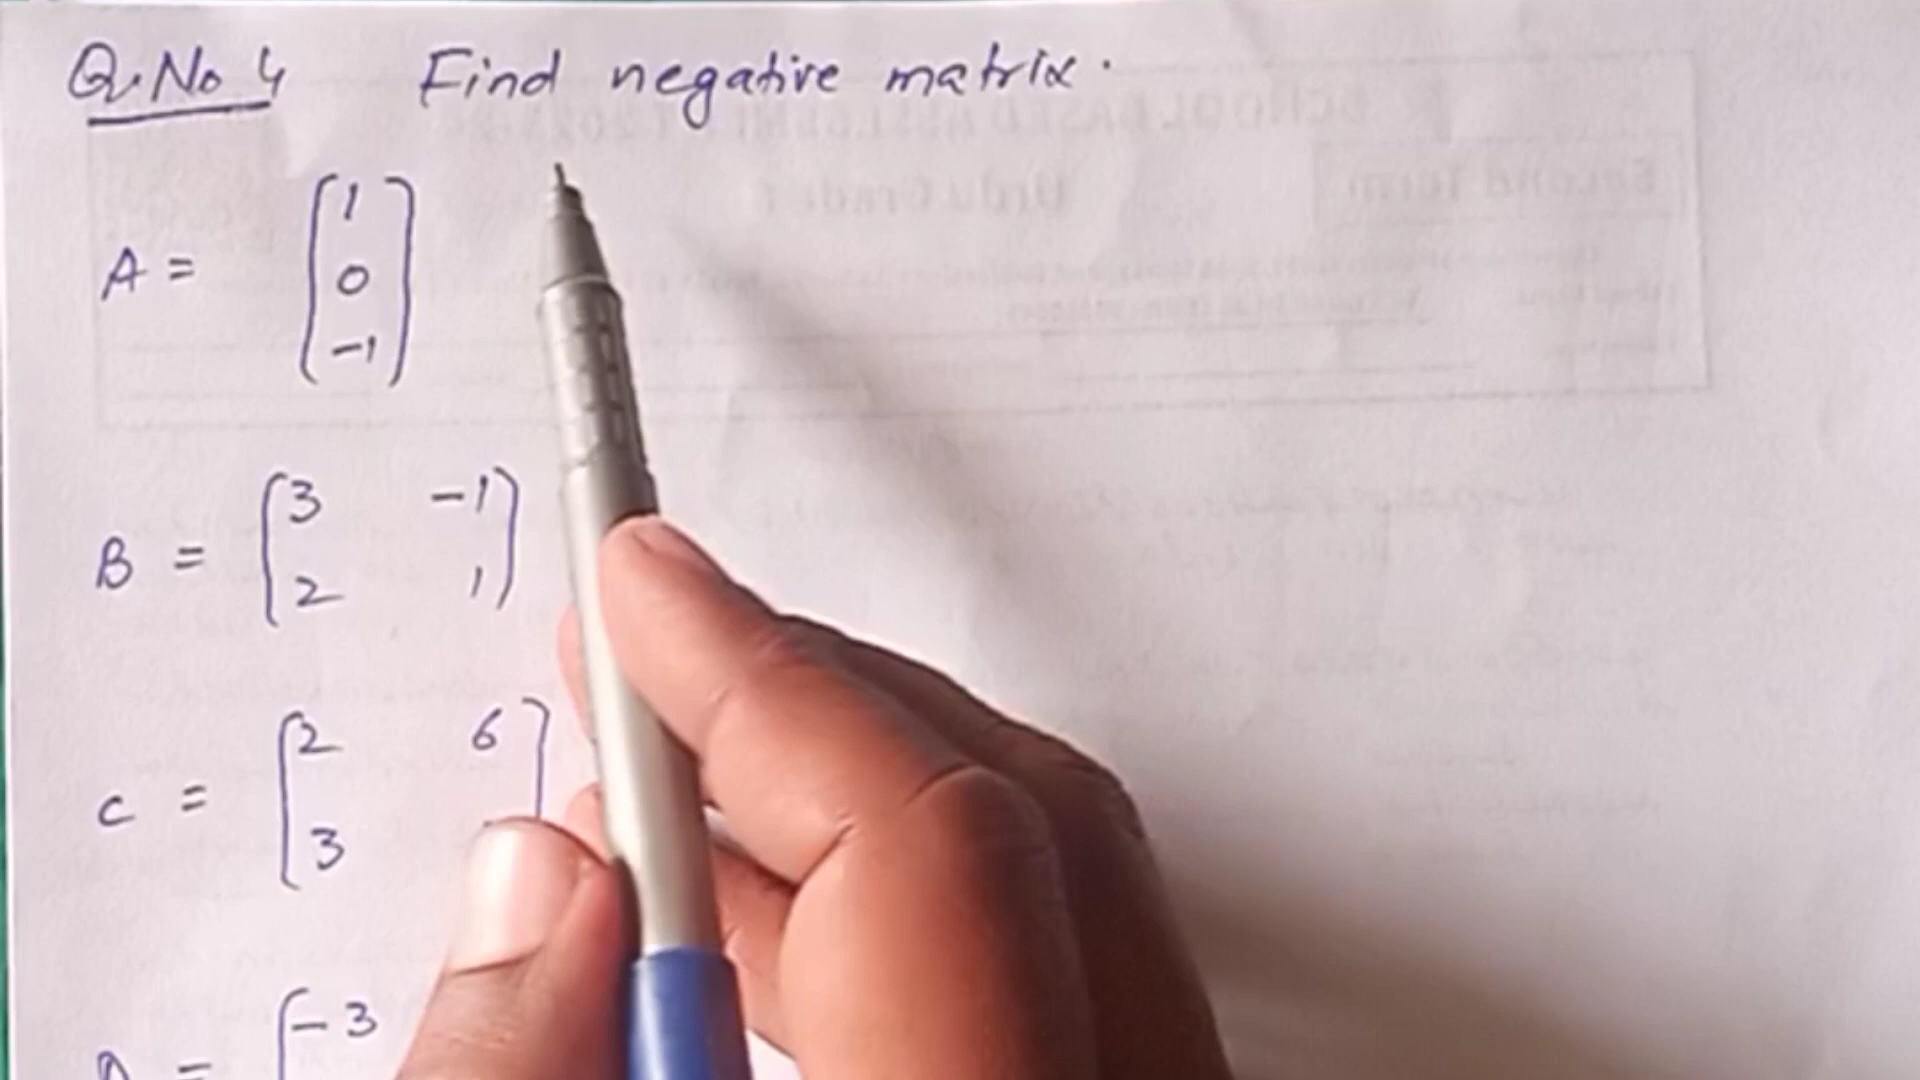 Q.No 4 Find negative matrix.
A = [1
0
-1]
B = [3 -1
2 1]
C = [2 6]
[3
D = [-3